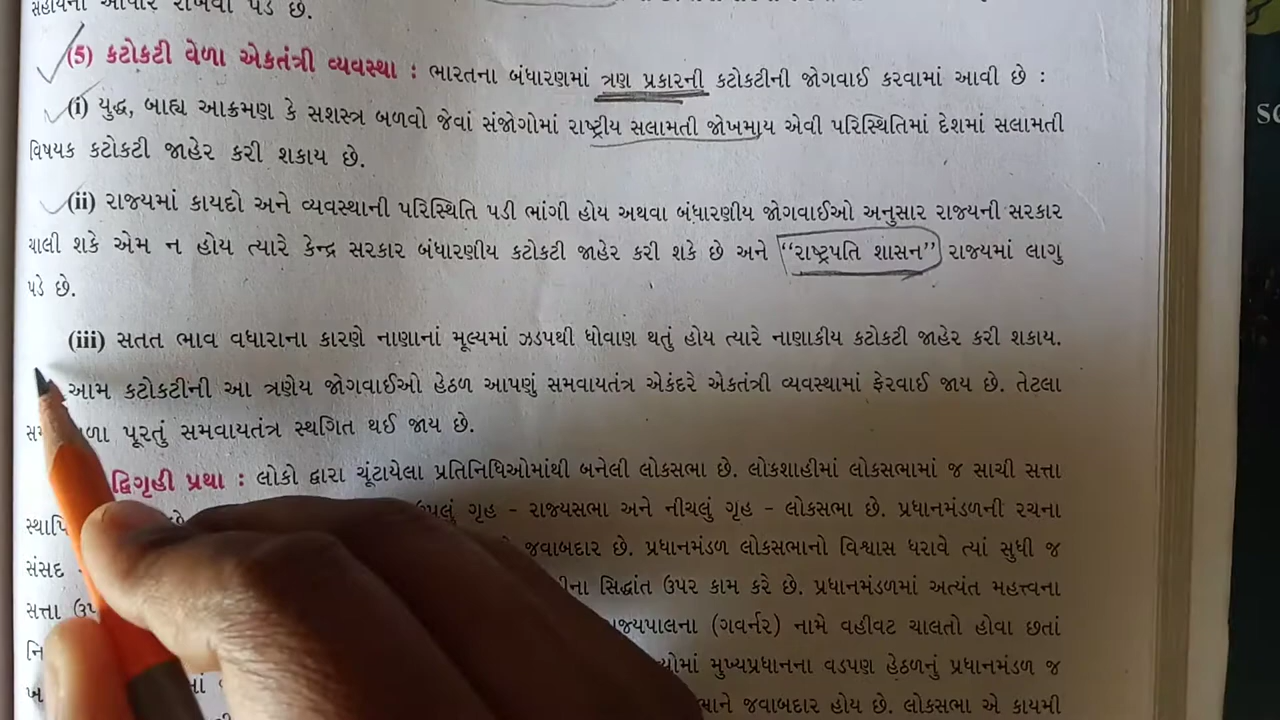 (5) કટોકટી વેળા એકતંત્રી વ્યવસ્થા : ભારતના બંધારણમાં ત્રણ પ્રકારની કટોકટીની જોગવાઈ કરવામાં આવી છે :
(i) યુદ્ધ, બાહ્ય આક્રમણ કે સશસ્ત્ર બળવો જેવાં સંજોગોમાં રાષ્ટ્રીય સલામતી જોખમાય એવી પરિસ્થિતિમાં દેશમાં સલામતી
વિષયક કટોકટી જાહેર કરી શકાય છે.
(ii) રાજ્યમાં કાયદો અને વ્યવસ્થાની પરિસ્થિતિ પડી ભાંગી હોય અથવા બંધારણીય જોગવાઈઓ અનુસાર રાજ્યની સરકાર
ચાલી શકે એમ ન હોય ત્યારે કેન્દ્ર સરકાર બંધારણીય કટોકટી જાહેર કરી શકે છે અને “રાષ્ટ્રપતિ શાસન” રાજ્યમાં લાગુ
પડે છે.
(iii) સતત ભાવ વધારાના કારણે નાણાનાં મૂલ્યમાં ઝડપથી ધોવાણ થતું હોય ત્યારે નાણાકીય કટોકટી જાહેર કરી શકાય.
આમ કટોકટીની આ ત્રણેય જોગવાઈઓ હેઠળ આપણું સમવાયતંત્ર એકંદરે એકતંત્રી વ્યવસ્થામાં ફેરવાઈ જાય છે. તેટલા
પૂરતું સમવાયતંત્ર સ્થગિત થઈ જાય છે.
દ્વિગૃહી પ્રથા : લોકો દ્વારા ચૂંટાયેલા પ્રતિનિધિઓમાંથી બનેલી લોકસભા છે. લોકશાહીમાં લોકસભામાં જ સાચી સત્તા
ગૃહ - રાજ્યસભા અને નીચલું ગૃહ - લોકસભા છે. પ્રધાનમંડળની રચના
સંસદ જવાબદાર છે. પ્રધાનમંડળ લોકસભાનો વિશ્વાસ ધરાવે ત્યાં સુધી જ
સિદ્ધાંત ઉપર કામ કરે છે. પ્રધાનમંડળમાં અત્યંત મહત્ત્વના
સત્તા (ગવર્નર) નામે વહીવટ ચાલતો હોવા છતાં
મુખ્યપ્રધાનના વડપણ હેઠળનું પ્રધાનમંડળ જ
જવાબદાર હોય છે. લોકસભા એ કાયમી